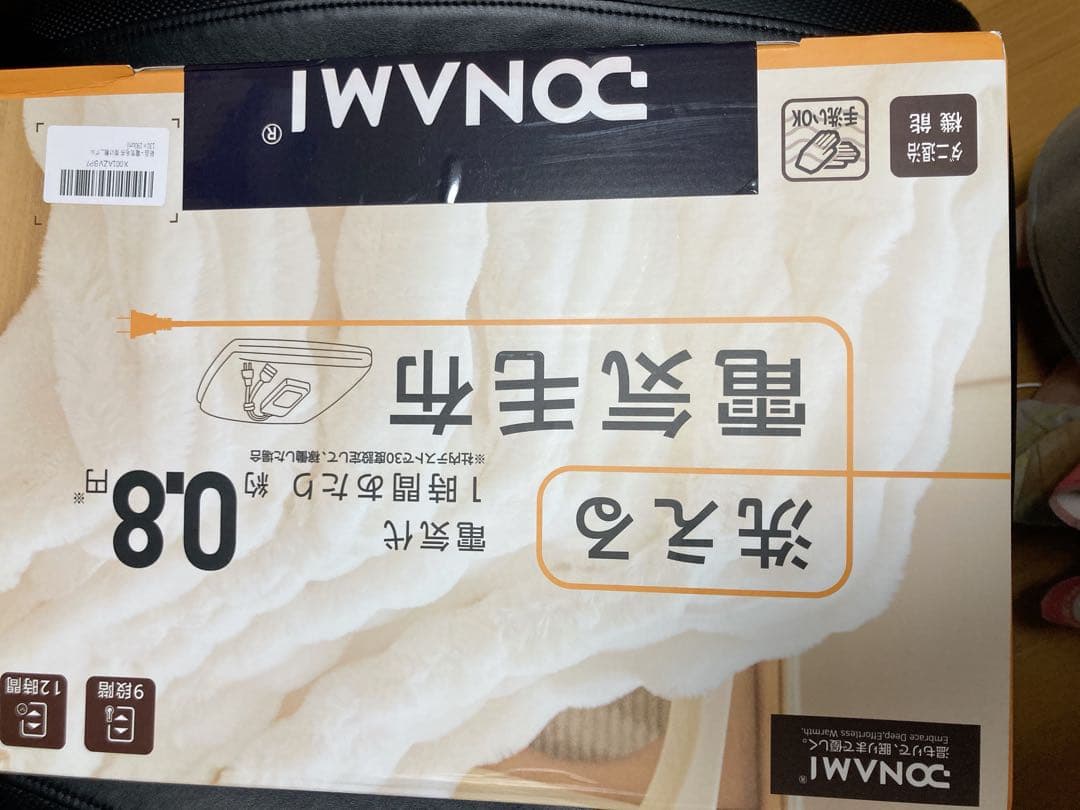 DONAMI®
温もりで、眠りまで優しく。
Embrace Deep,Effortless Warmth.
9段階
12時間
洗える
電気毛布
電気代
1時間あたり 約 0.8円※
※社内テストで30度設定して、稼働した場合
ダニ退治
機能
手洗いOK
DONAMI®